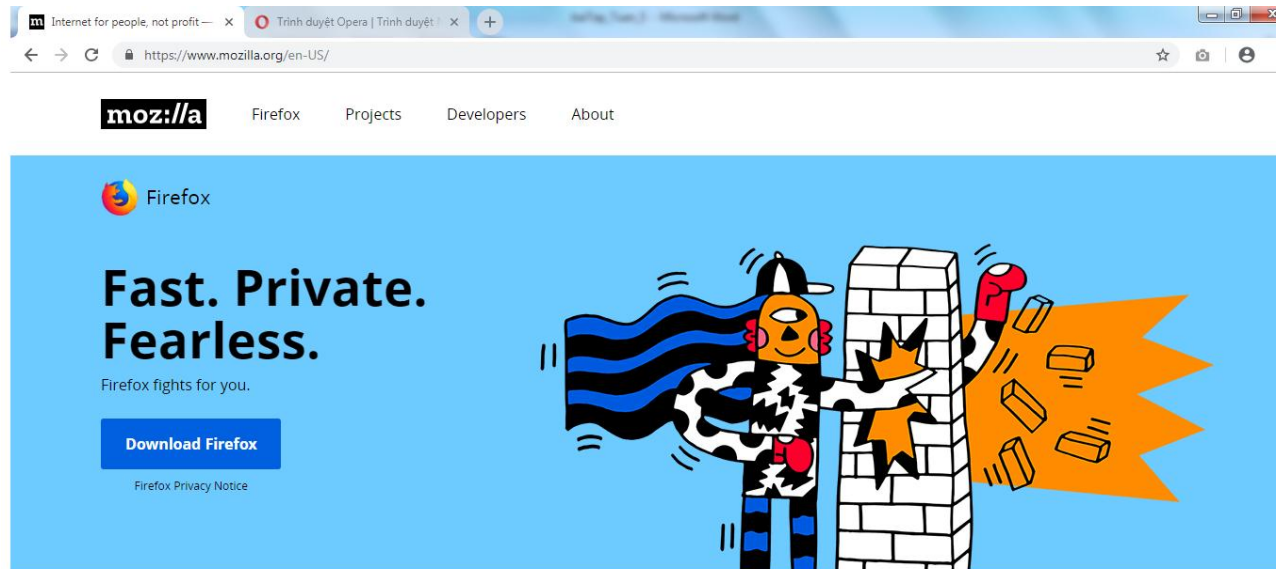 Internet for people, not profit —
Trình duyệt Opera | Trình duyệt
https://www.mozilla.org/en-US/
moz://a
Firefox
Projects
Developers
About
Firefox
Fast. Private.
Fearless.
Firefox fights for you.
Download Firefox
Firefox Privacy Notice